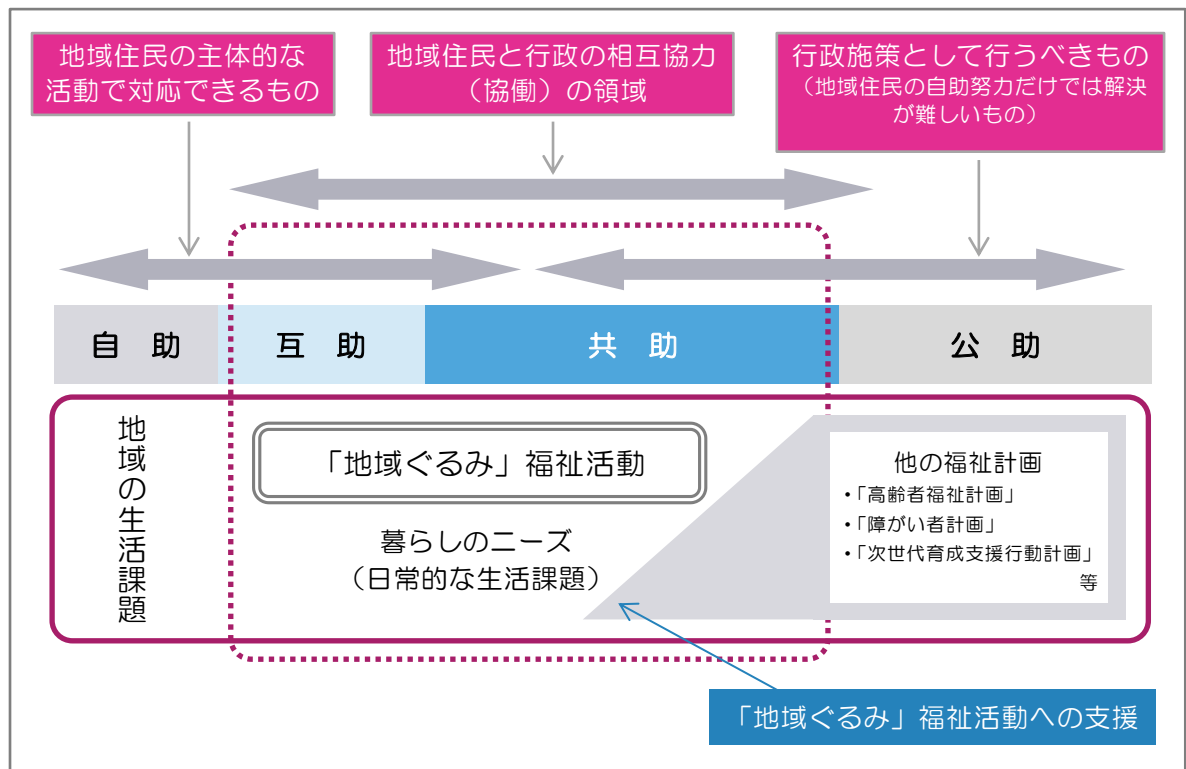 地域住民の主体的な
活動で対応できるもの
地域住民と行政の相互協力
（協働）の領域
行政施策として行うべきもの
（地域住民の自助努力だけでは解決
が難しいもの）
自　助
互　助
共　助
公　助
地域の生活課題
「地域ぐるみ」福祉活動
暮らしのニーズ
（日常的な生活課題）
他の福祉計画
・「高齢者福祉計画」
・「障がい者計画」
・「次世代育成支援行動計画」
等
「地域ぐるみ」福祉活動への支援